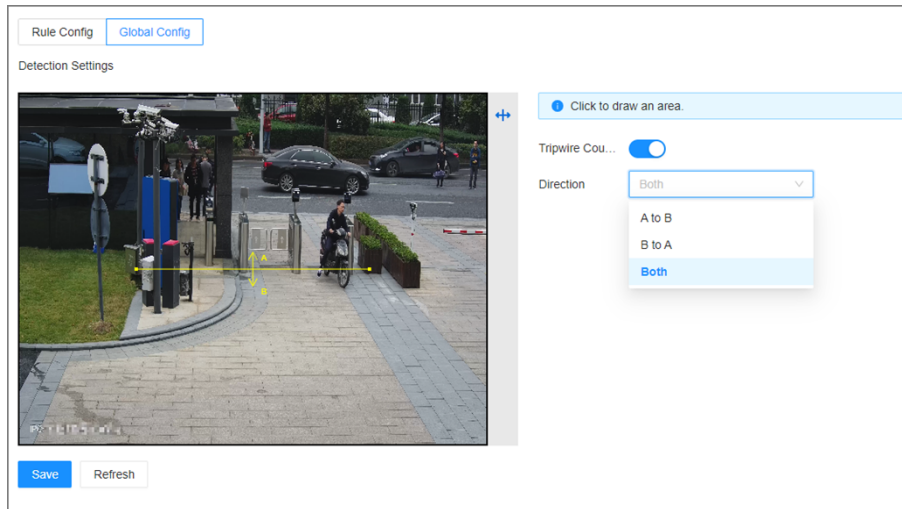 Rule Config
Global Config
Detection Settings
Click to draw an area.
Tripwire Cou...
Direction
Both
A to B
B to A
Both
A
B
Save
Refresh